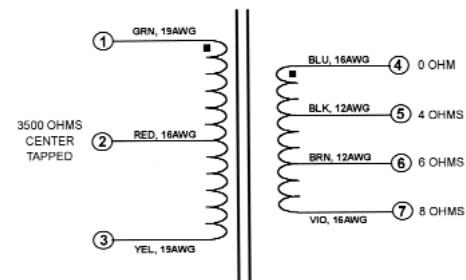 GRN, 19AWG
1
BLU, 16AWG
4
0 OHM
BLK, 12AWG
5
4 OHMS
3500 OHMS
CENTER
TAPPED
2
RED, 16AWG
BRN, 12AWG
6
6 OHMS
7
8 OHMS
VIO, 16AWG
3
YEL, 19AWG